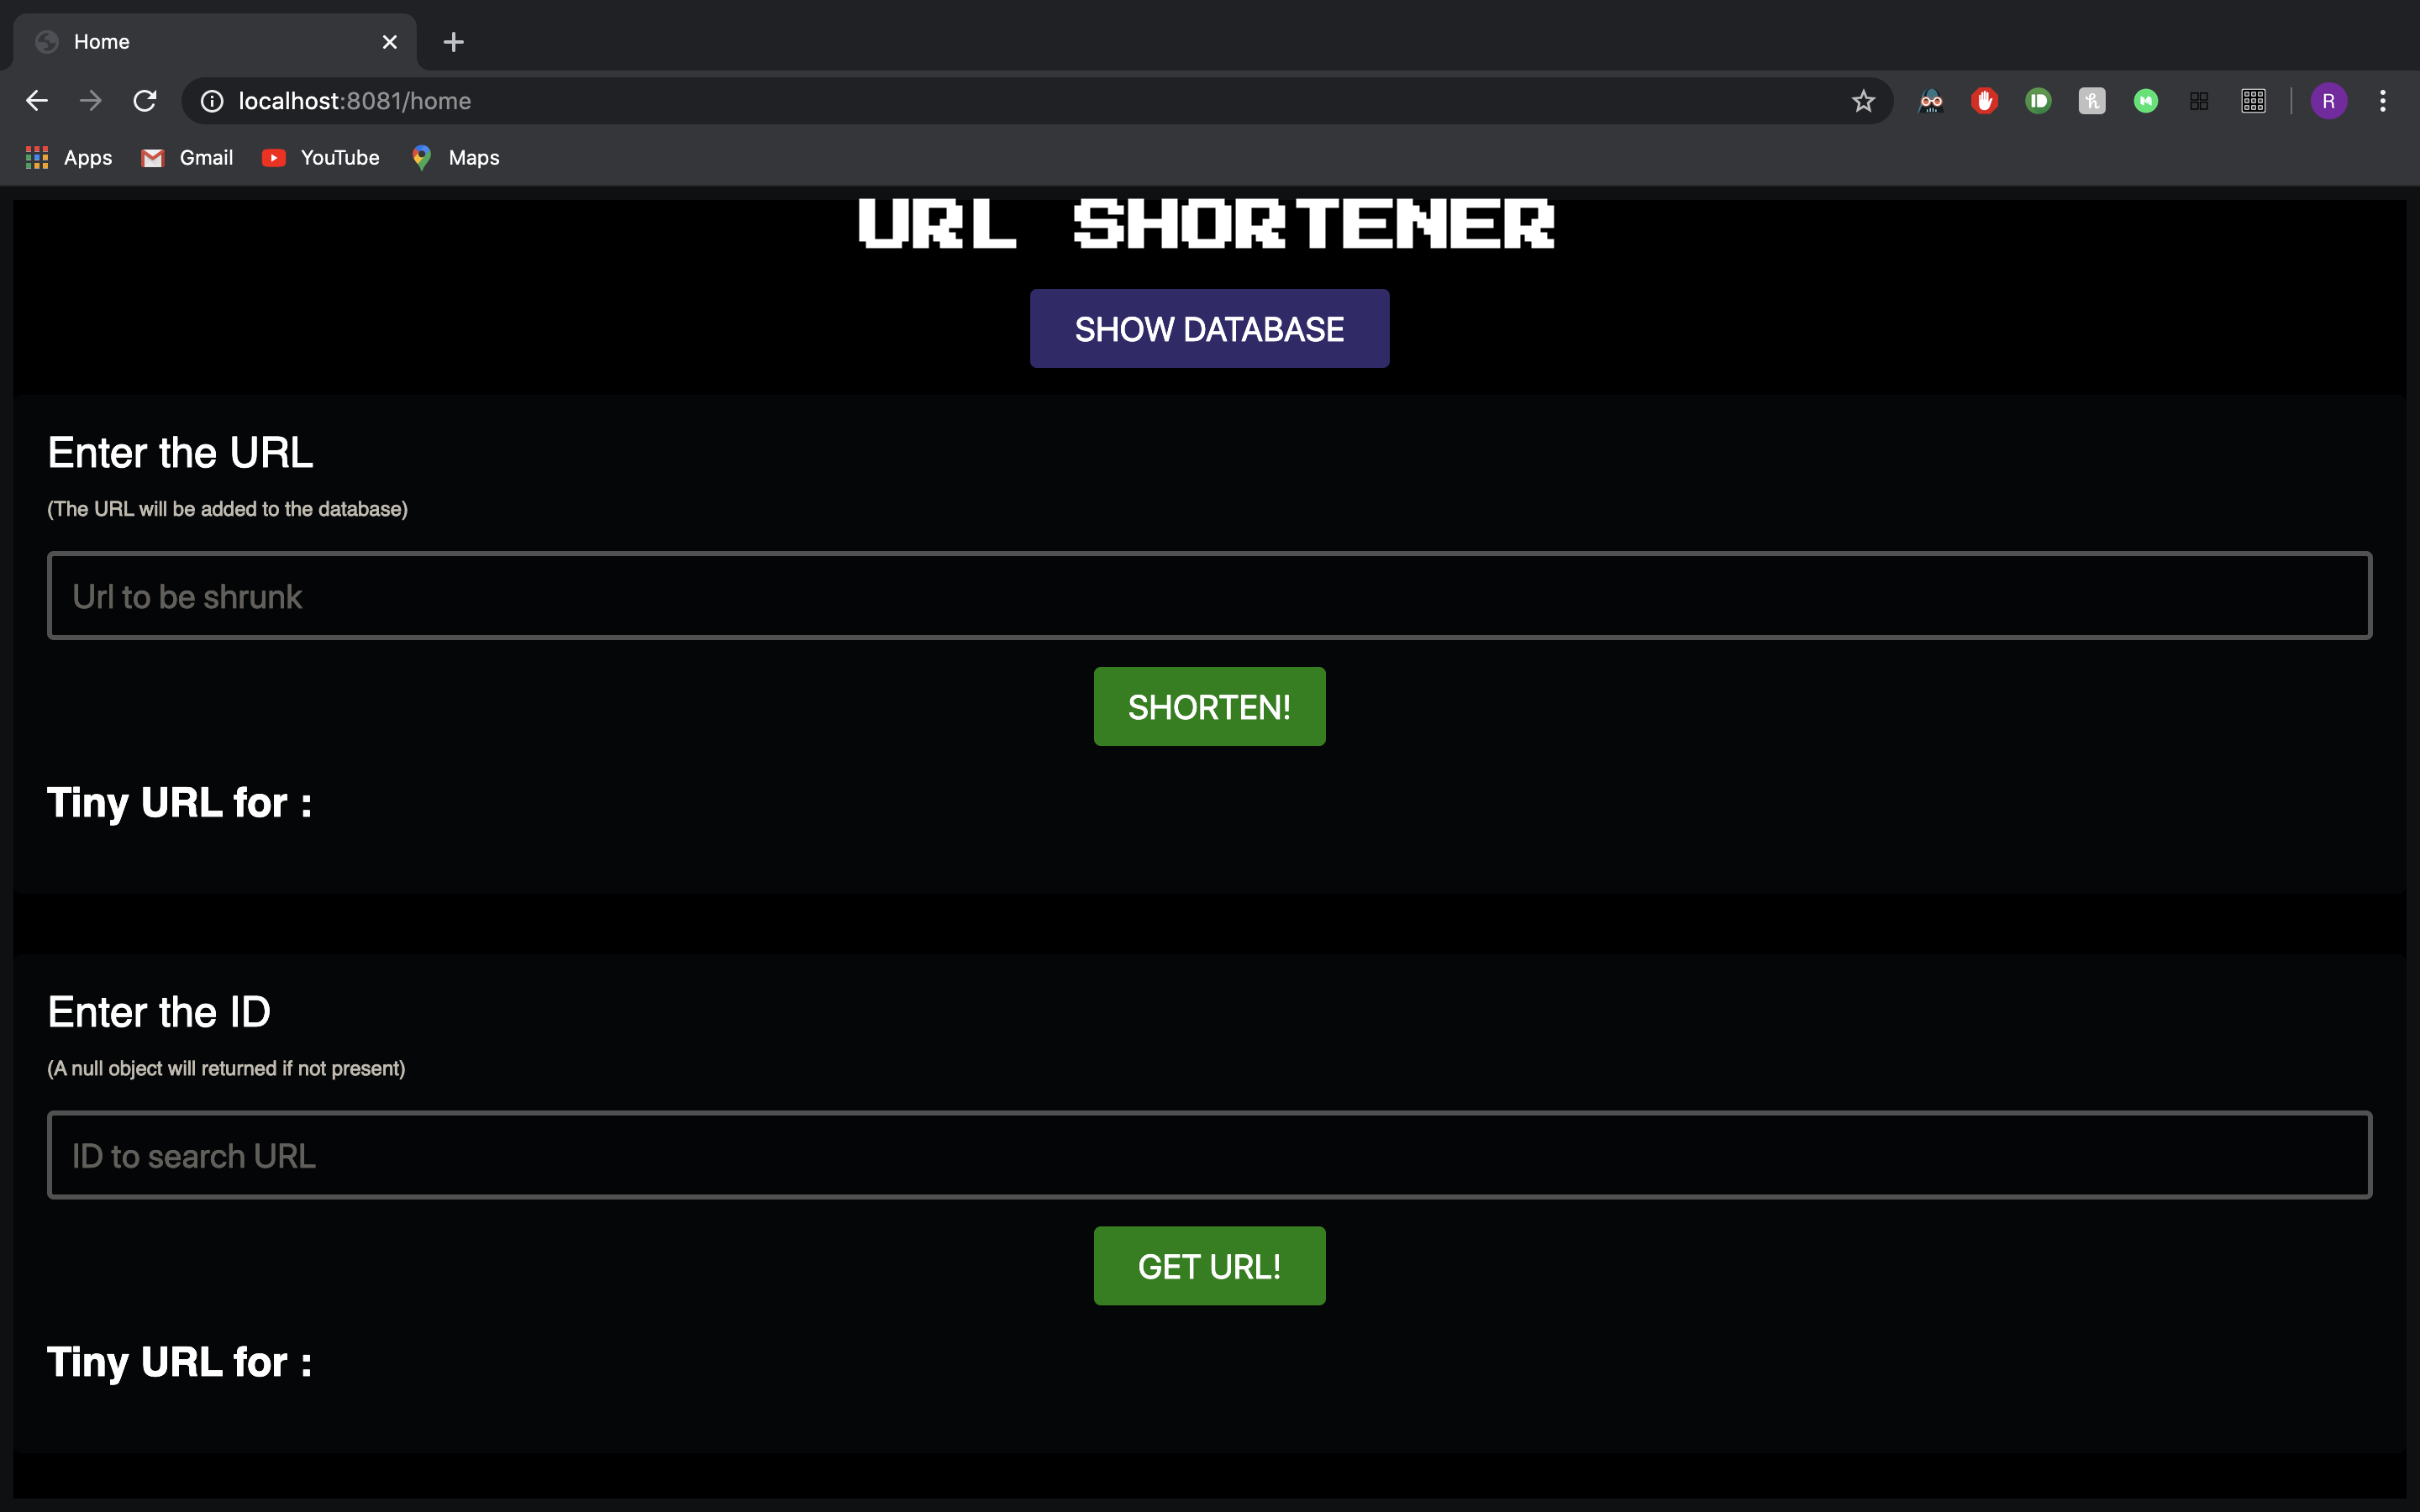 Home
localhost:8081/home
R
Apps
Gmail
YouTube
Maps
URL SHORTENER
SHOW DATABASE
Enter the URL
(The URL will be added to the database)
Url to be shrunk
SHORTEN!
Tiny URL for :
Enter the ID
(A null object will returned if not present)
ID to search URL
GET URL!
Tiny URL for :